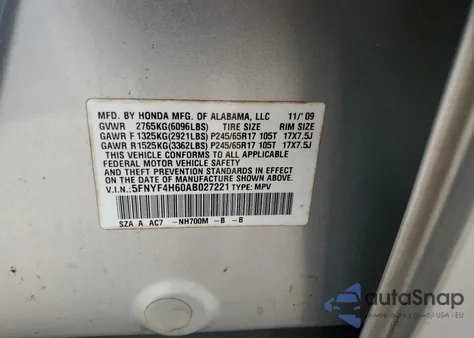 MFD. BY HONDA MFG. OF ALABAMA, LLC 11/'09
GVWR 2765KG(6096LBS) TIRE SIZE RIM SIZE
GAWR F 1325KG(2921LBS) P245/65R17 105T 17X7.5J
GAWR R 1525KG(3362LBS) P245/65R17 105T 17X7.5J
THIS VEHICLE CONFORMS TO ALL APPLICABLE
FEDERAL MOTOR VEHICLE SAFETY
AND THEFT PREVENTION STANDARDS IN EFFECT
ON THE DATE OF MANUFACTURE SHOWN ABOVE.
V.I.N.: 5FNYF4H60AB027221 TYPE: MPV
SZA A AC7 -NH700M -B -B
autoSnap
USA i EU